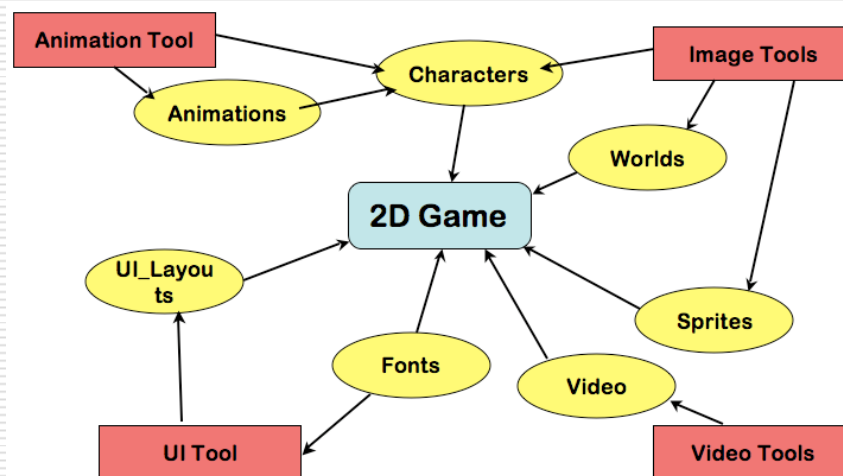 Animation Tool
Image Tools
Characters
Animations
Worlds
2D Game
UI_Layou
ts
Sprites
Fonts
Video
UI Tool
Video Tools